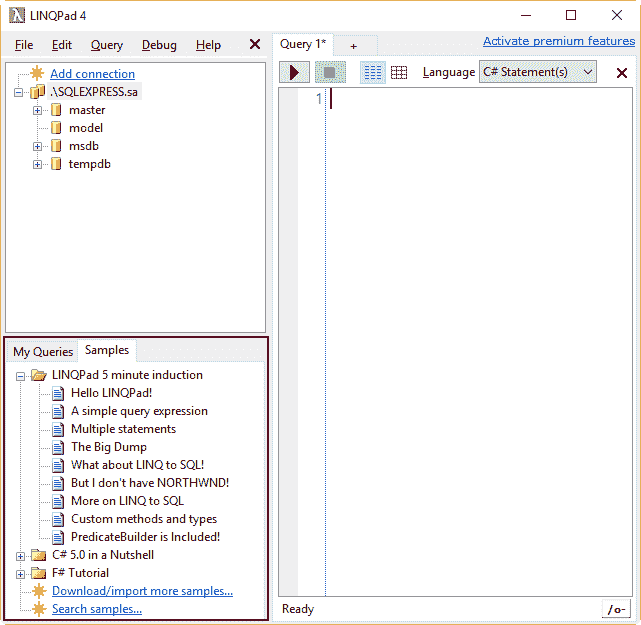 LINQPad 4
File Edit Query Debug Help
Add connection
.\SQLEXPRESS.sa
master
model
msdb
tempdb
My Queries Samples
LINQPad 5 minute induction
Hello LINQPad!
A simple query expression
Multiple statements
The Big Dump
What about LINQ to SQL!
But I don't have NORTHWND!
More on LINQ to SQL
Custom methods and types
PredicateBuilder is Included!
C# 5.0 in a Nutshell
F# Tutorial
Download/import more samples...
Search samples...
Query 1* +
Activate premium features
Language C# Statement(s)
1
Ready
/o-